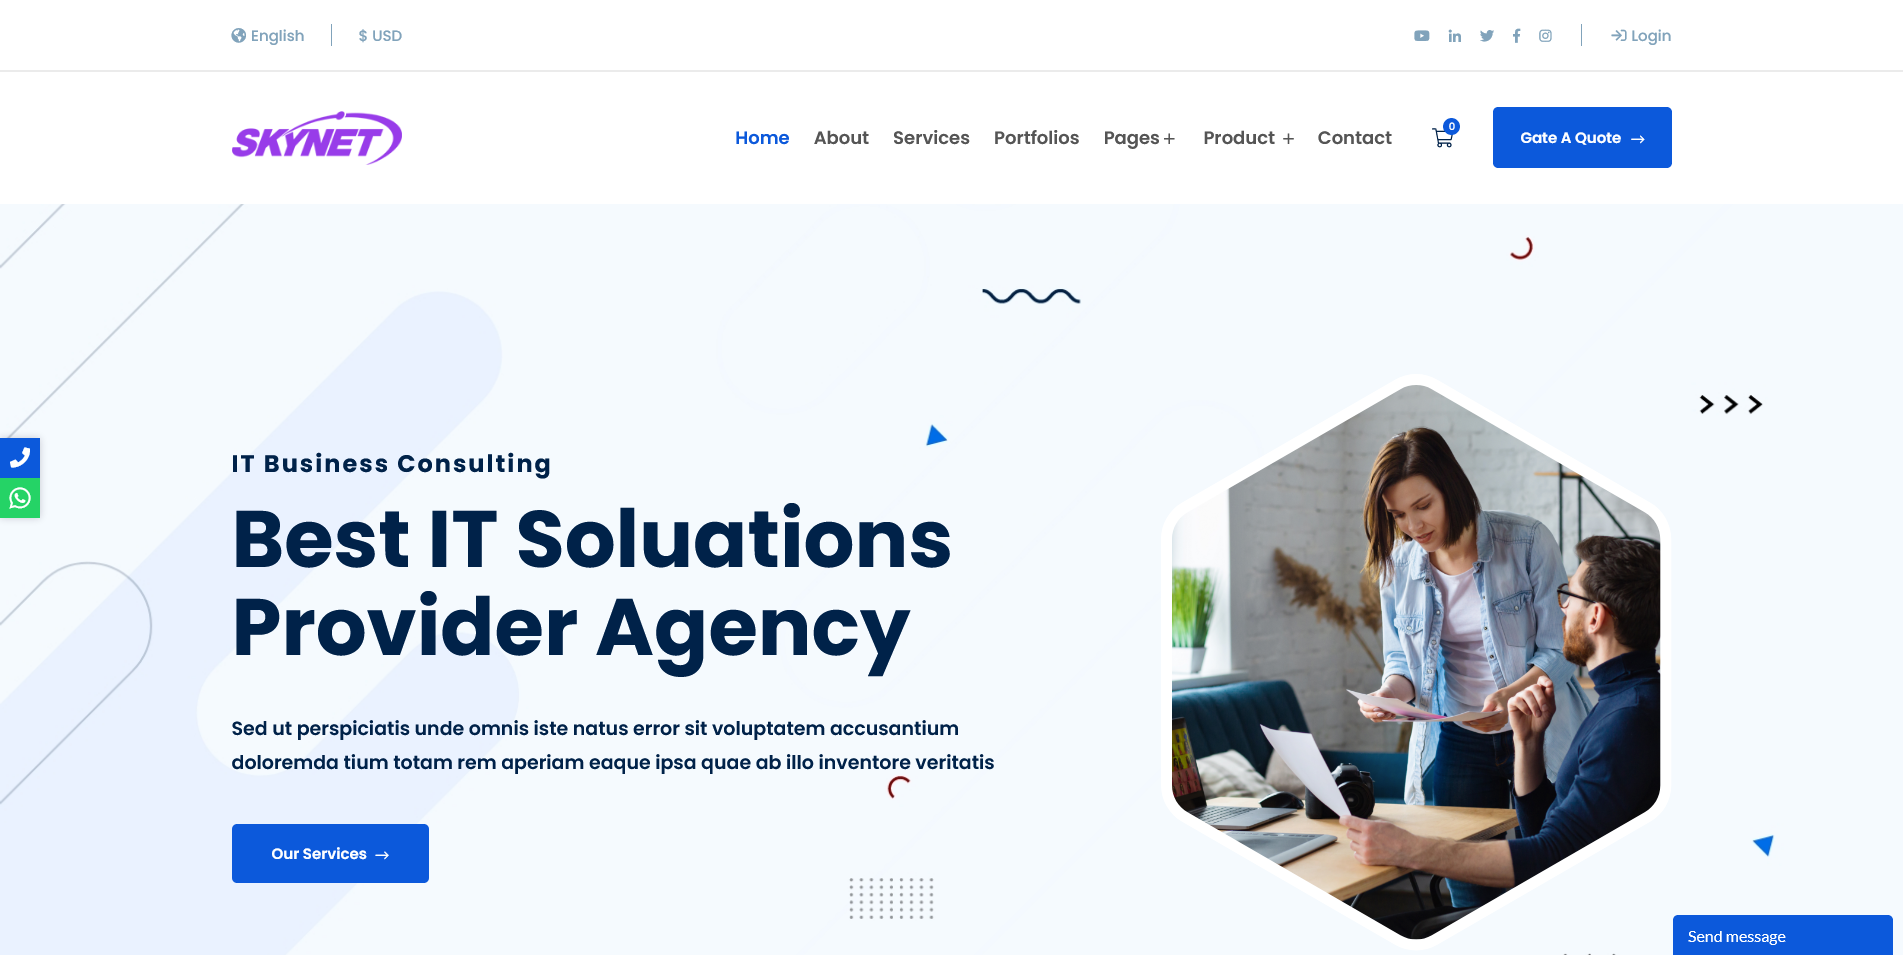 English
$ USD
Login
SKYNET
Home
About
Services
Portfolios
Pages +
Product +
Contact
0
Gate A Quote →
IT Business Consulting
Best IT Soluations
Provider Agency
Sed ut perspiciatis unde omnis iste natus error sit voluptatem accusantium
doloremda tium totam rem aperiam eaque ipsa quae ab illo inventore veritatis
Our Services →
Send message